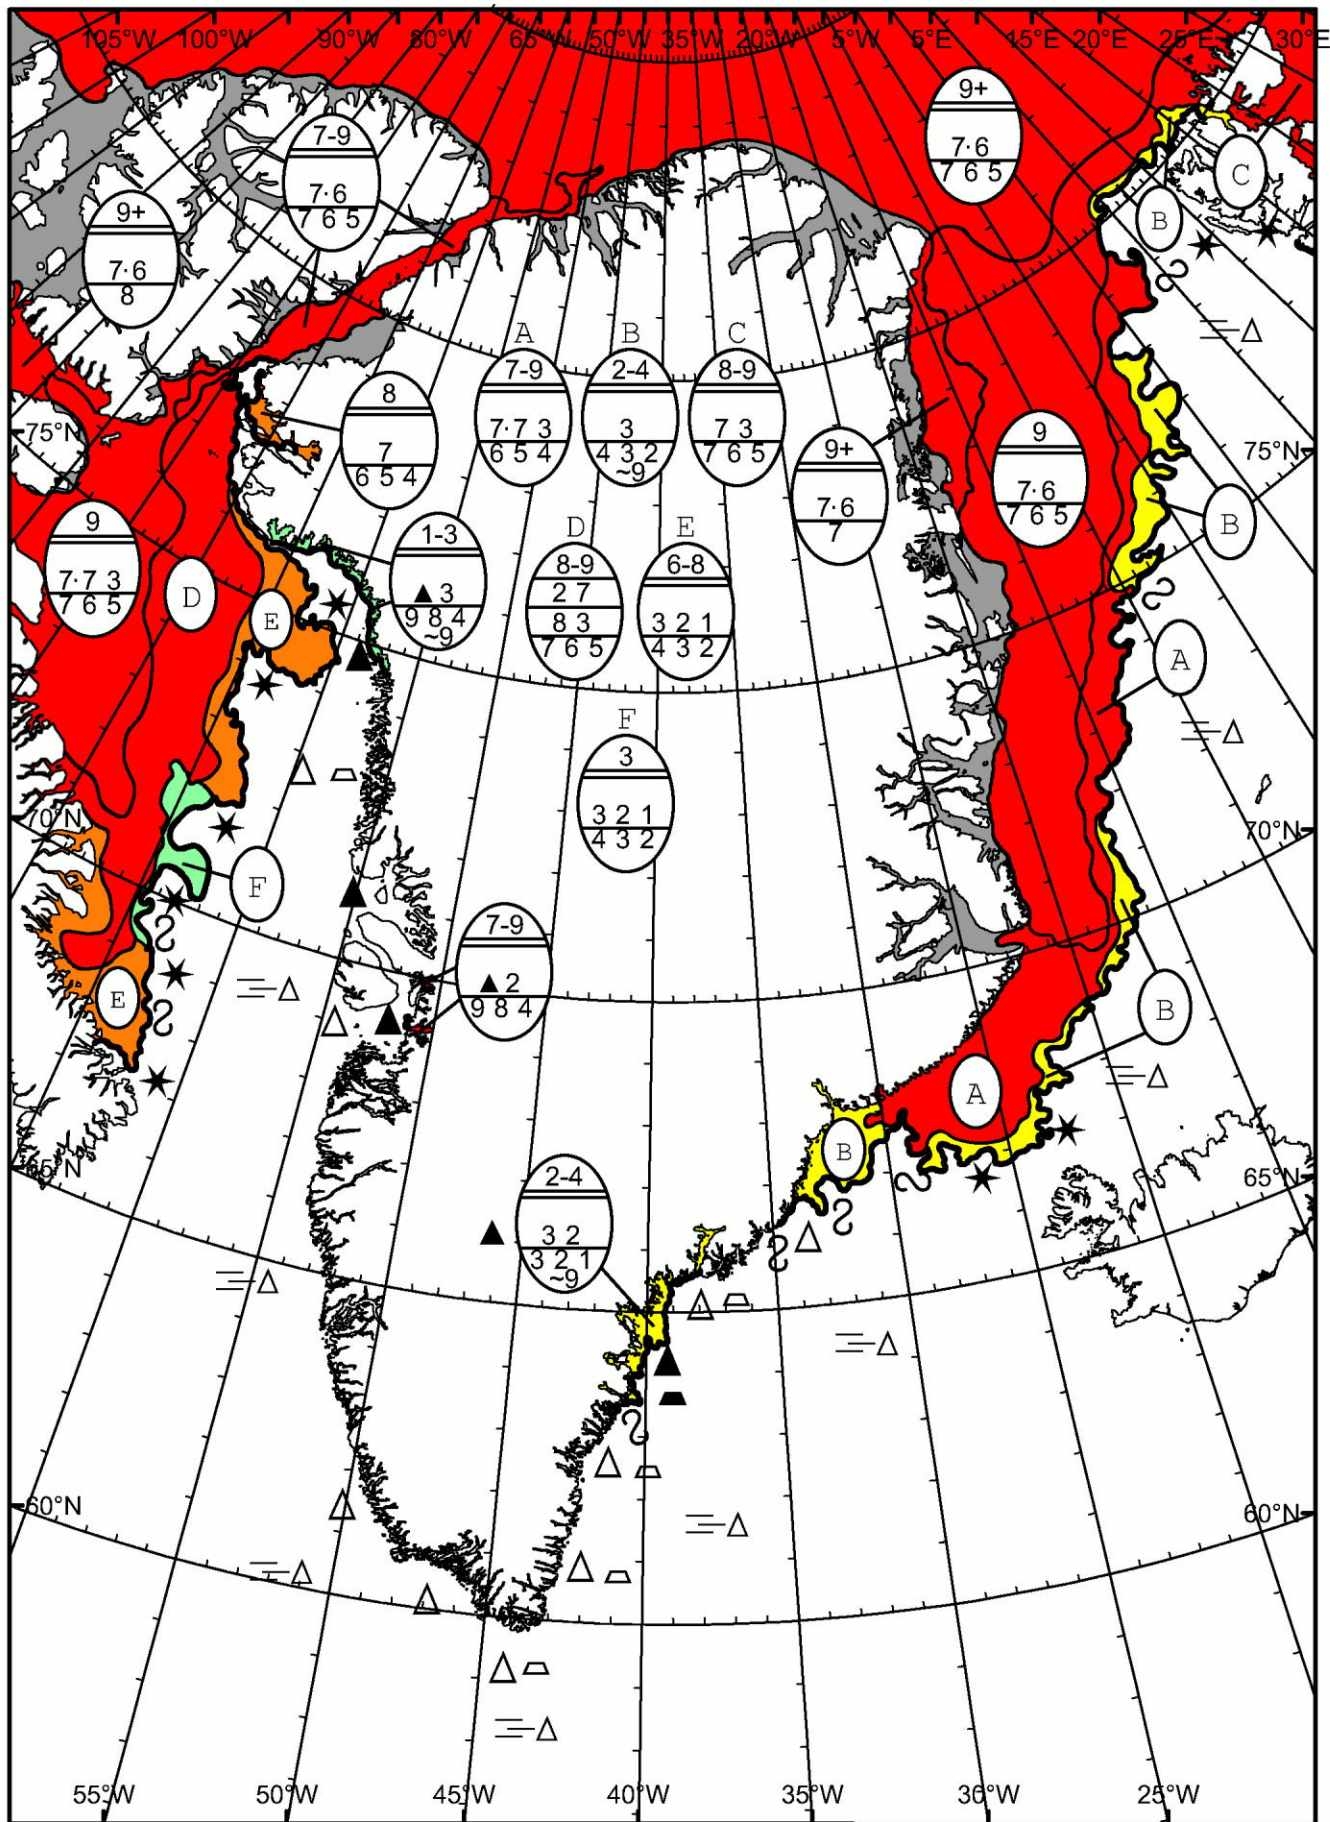 105°W 100°W 90°W 80°W 65°W 50°W 35°W 20°W 5°W 5°E 15°E 20°E 25°E 30°E
9+
7·6
7 6 5
7-9
7·6
7 6 5
C
9+
7·6
8
B
A
7-9
7·7 3
6 5 4
B
2-4
3
4 3 2
~9
C
8-9
7 3
7 6 5
8
7
6 5 4
75°N
75°N
9+
7·6
7
9
7·6
7 6 5
B
9
7·7 3
7 6 5
D
1-3
▲ 3
9 8 4
~9
D
8-9
2 7
8 3
7 6 5
E
6-8
3 2 1
4 3 2
E
A
F
3
3 2 1
4 3 2
70°N
70°N
F
7-9
▲ 2
9 8 4
E
B
A
B
65°N
65°N
2-4
3 2
3 2 1
~9
60°N
60°N
55°W 50°W 45°W 40°W 35°W 30°W 25°W